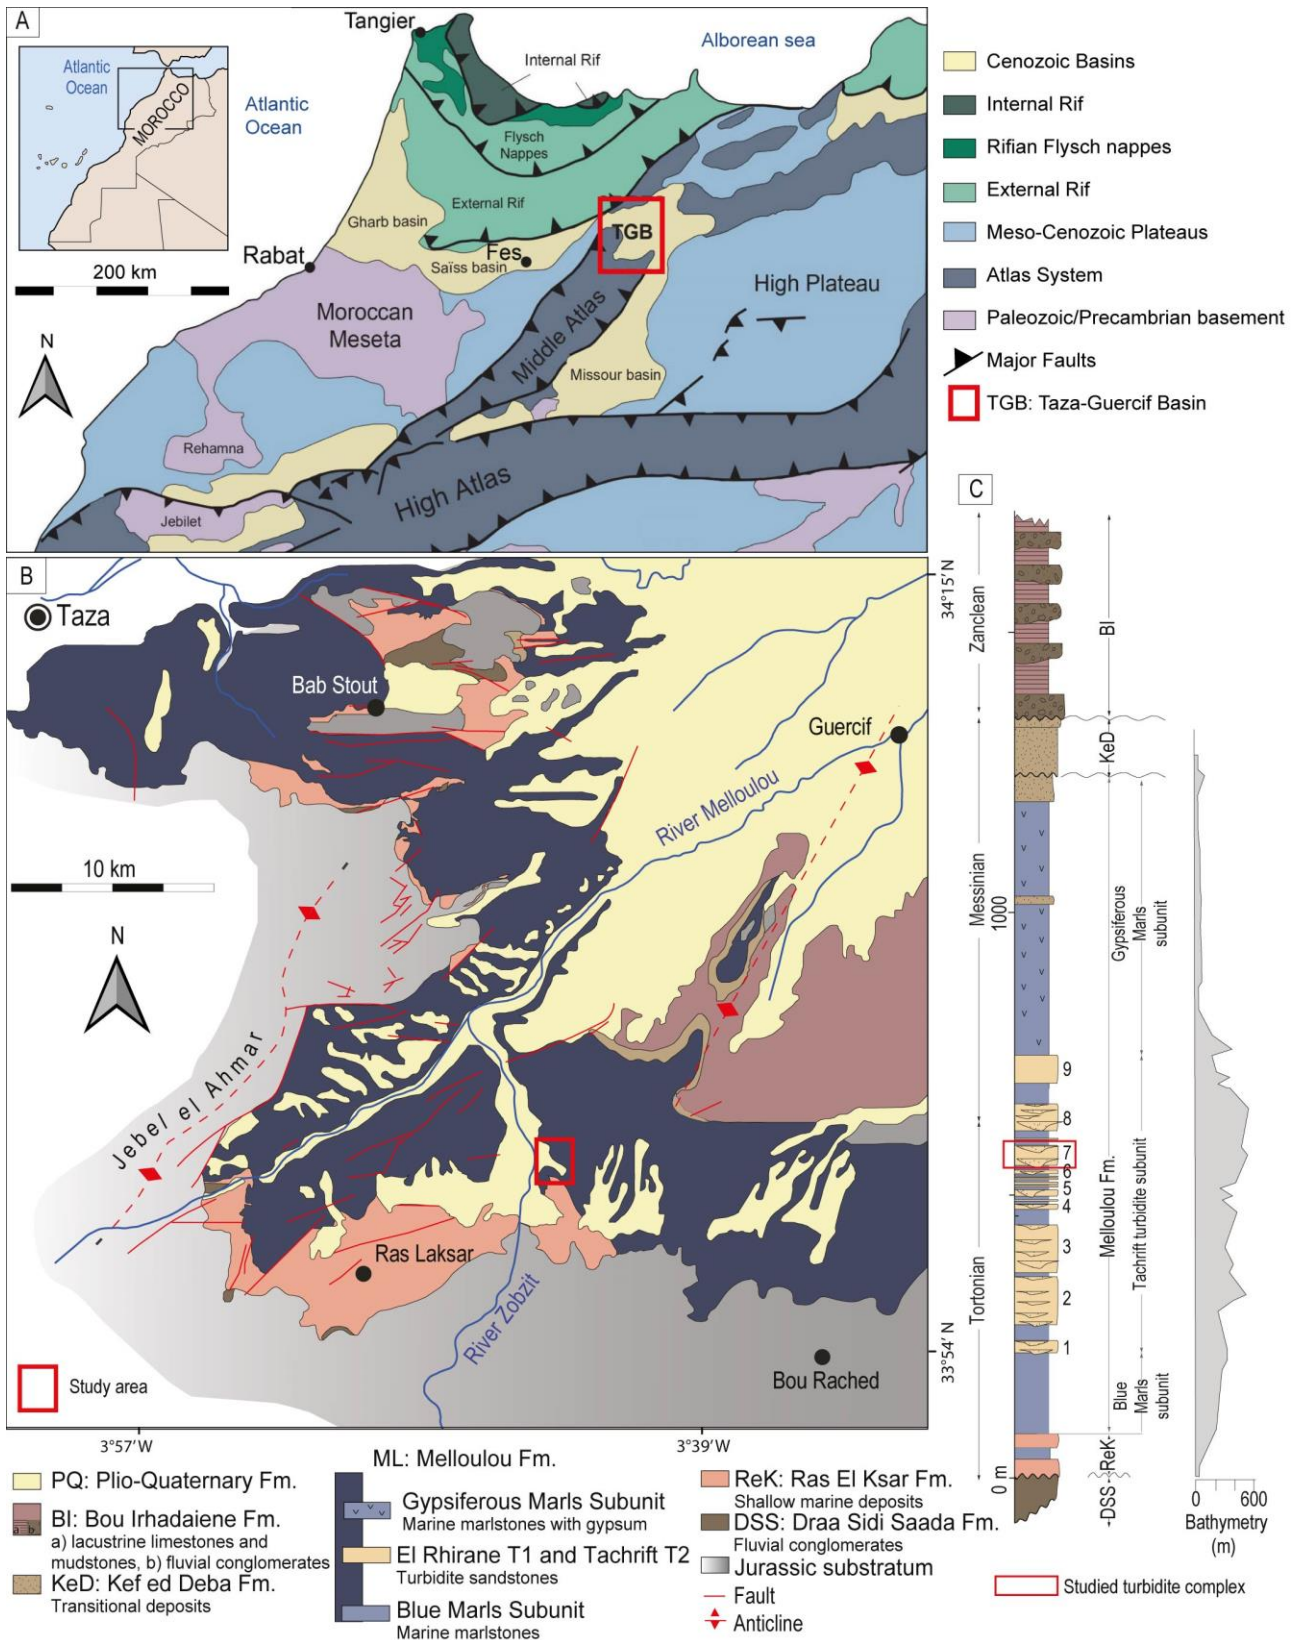 A
Atlantic
Ocean
MOROCCO
200 km
N
Tangier
Alborean sea
Internal Rif
Atlantic
Ocean
Flysch
Nappes
External Rif
Gharb basin
TGB
Rabat
Fes
Saïss basin
High Plateau
Moroccan
Meseta
Middle Atlas
Missour basin
Rehamna
High Atlas
Jebilet
Cenozoic Basins
Internal Rif
Rifian Flysch nappes
External Rif
Meso-Cenozoic Plateaus
Atlas System
Paleozoic/Precambrian basement
Major Faults
TGB: Taza-Guercif Basin
B
Taza
Bab Stout
Guercif
River Melloulou
10 km
N
Jebel el Ahmar
Ras Laksar
River Zobzit
Bou Rached
Study area
34°15' N
33°54' N
3°57'W
3°39'W
C
Zanclean
BI
KeD
Messinian
1000
Gypsiferous
Marls
subunit
9
8
7
6
5
4
3
2
1
Melloulou Fm.
Tachrift turbidite subunit
Tortonian
Blue
Marls
subunit
ReK
DSS
0 m
0 600
Bathymetry
(m)
Studied turbidite complex
PQ: Plio-Quaternary Fm.
BI: Bou Irhadaiene Fm.
a b
a) lacustrine limestones and
mudstones, b) fluvial conglomerates
KeD: Kef ed Deba Fm.
Transitional deposits
ML: Melloulou Fm.
Gypsiferous Marls Subunit
Marine marlstones with gypsum
El Rhirane T1 and Tachrift T2
Turbidite sandstones
Blue Marls Subunit
Marine marlstones
ReK: Ras El Ksar Fm.
Shallow marine deposits
DSS: Draa Sidi Saada Fm.
Fluvial conglomerates
Jurassic substratum
Fault
Anticline